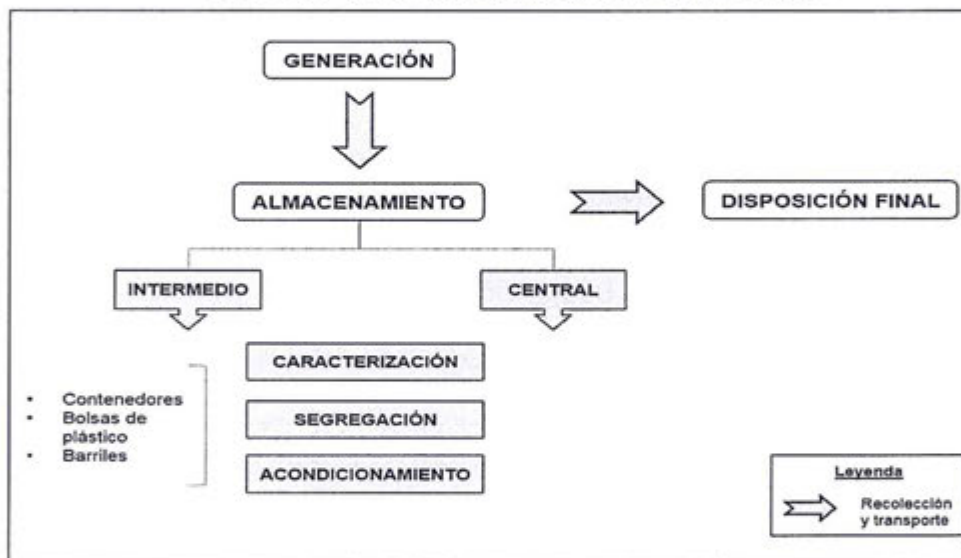 GENERACIÓN
ALMACENAMIENTO
DISPOSICIÓN FINAL
INTERMEDIO
CENTRAL
CARACTERIZACIÓN
• Contenedores
• Bolsas de
plástico
• Barriles
SEGREGACIÓN
ACONDICIONAMIENTO
Leyenda
Recolección
y transporte